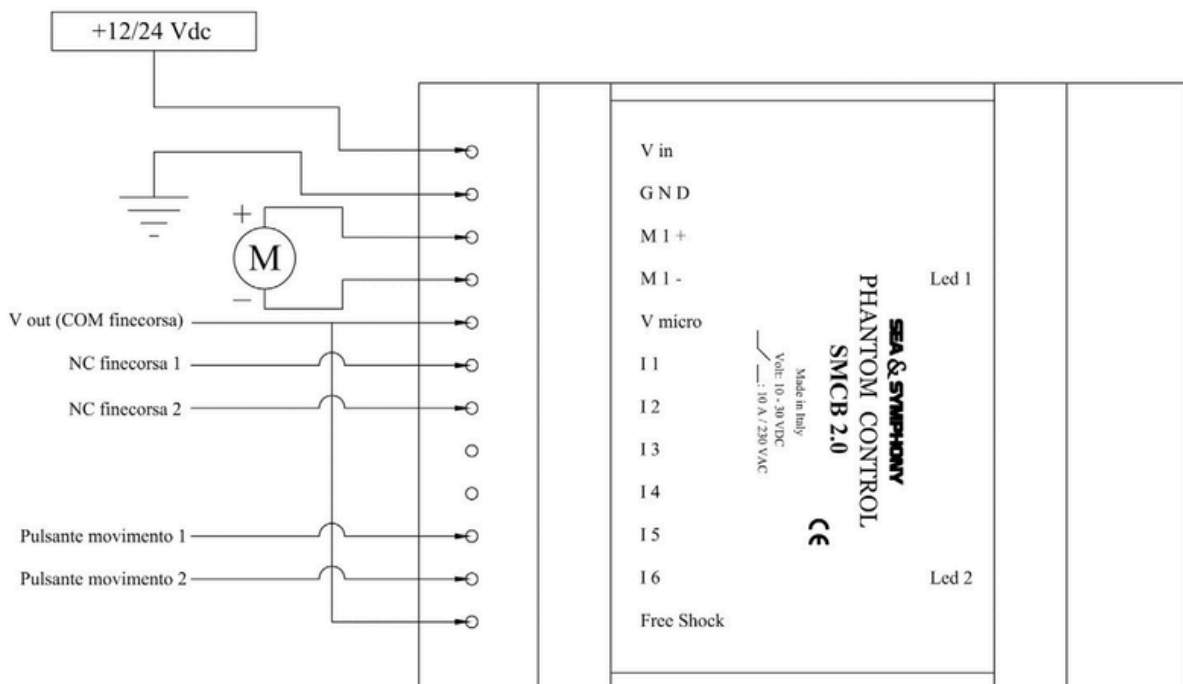 +12/24 Vdc
V in
G N D
+
M 1 +
M
M 1 -
Led 1
–
V out (COM finecorsa)
V micro
NC finecorsa 1
I 1
NC finecorsa 2
I 2
I 3
I 4
Pulsante movimento 1
I 5
Pulsante movimento 2
I 6
Led 2
Free Shock
SEA & SYMPHONY
PHANTOM CONTROL
SMCB 2.0
Made in Italy
Volt: 10 - 30 VDC
: 10 A / 230 VAC
CE